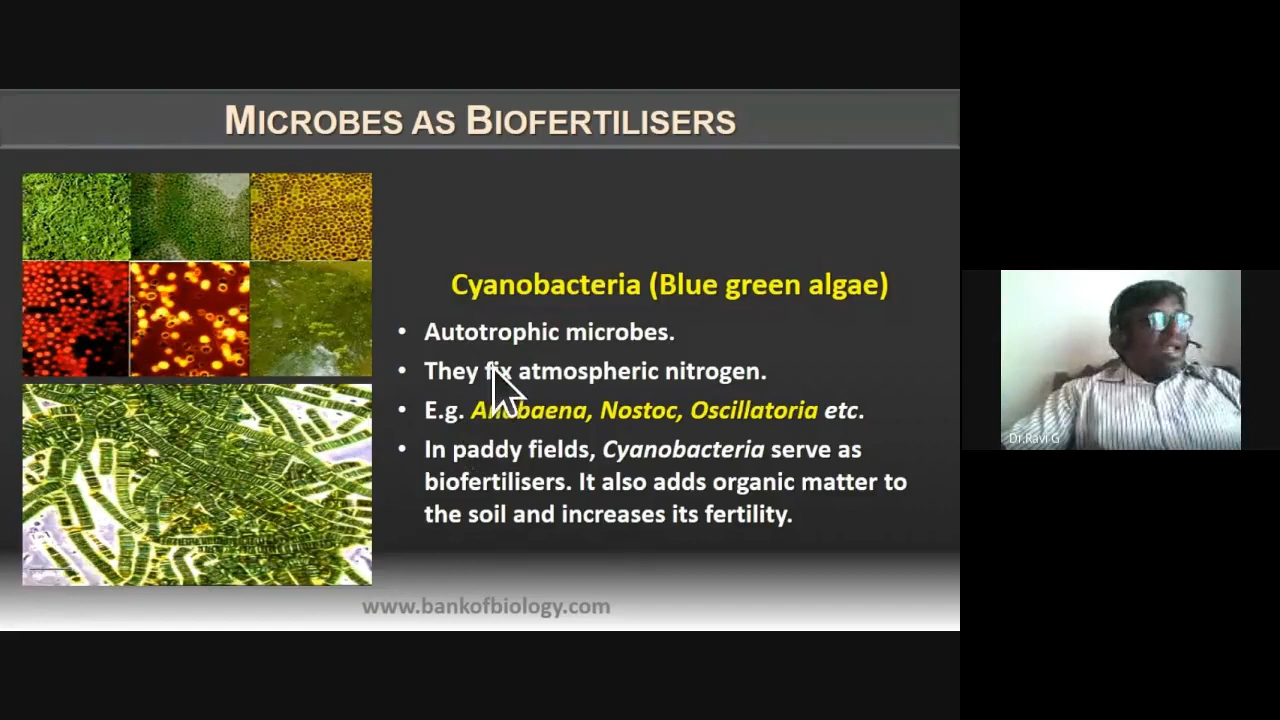 MICROBES AS BIOFERTILISERS
Cyanobacteria (Blue green algae)
• Autotrophic microbes.
• They fix atmospheric nitrogen.
• E.g. Anabaena, Nostoc, Oscillatoria etc.
• In paddy fields, Cyanobacteria serve as
biofertilisers. It also adds organic matter to
the soil and increases its fertility.
www.bankofbiology.com
Dr.Ravi G